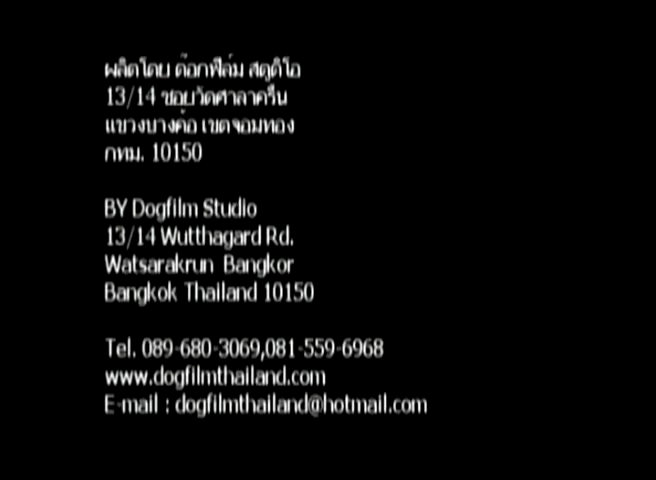 ผลิตโดย ด๊อกฟิล์ม สตูดิโอ
13/14 ซอยวัดศาลาครืน
แขวงบางค้อ เขตจอมทอง
กทม. 10150
BY Dogfilm Studio
13/14 Wutthagard Rd.
Watsarakrun Bangkor
Bangkok Thailand 10150
Tel. 089-680-3069,081-559-6968
www.dogfilmthailand.com
E-mail : dogfilmthailand@hotmail.com